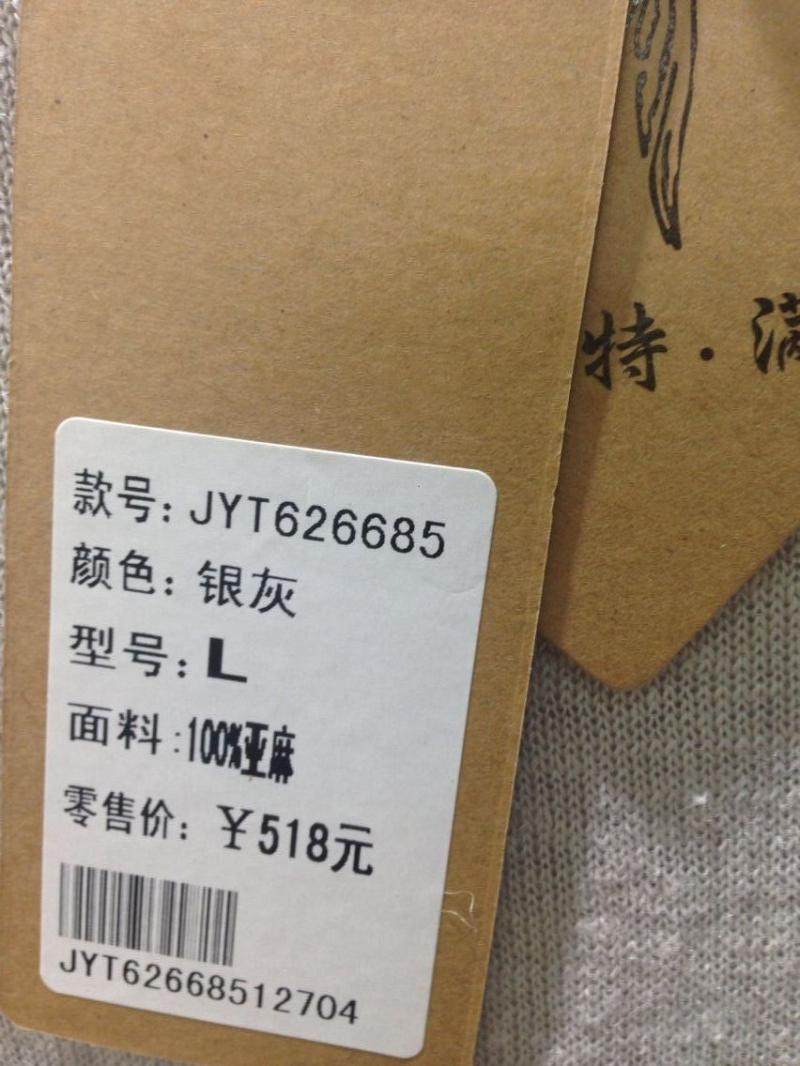 特·满
款号: JYT626685
颜色: 银灰
型号: L
面料:100%亚麻
零售价: ￥518元
JYT62668512704